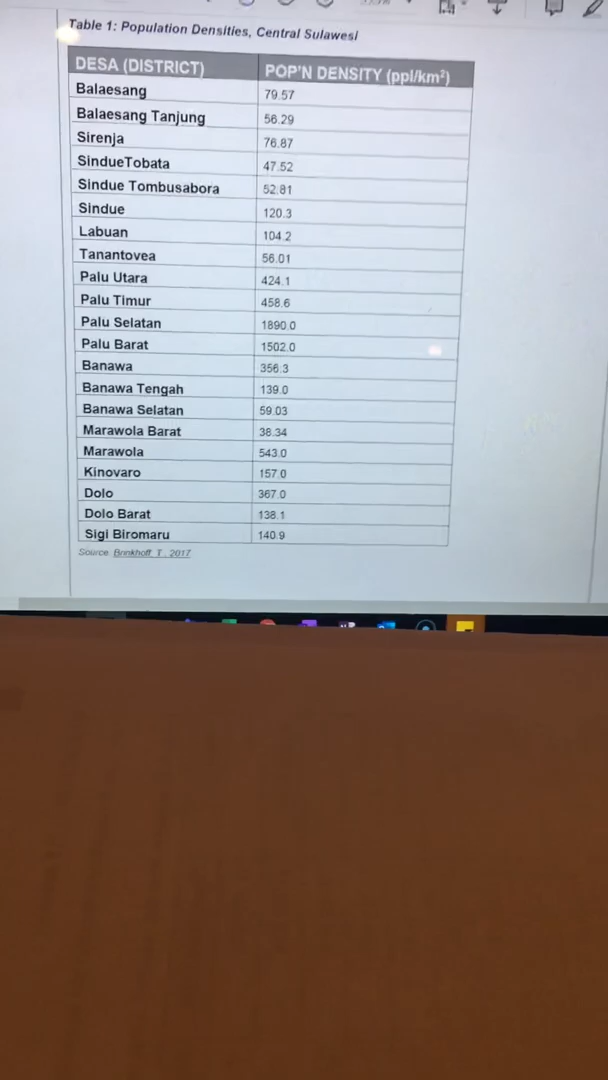 Table 1: Population Densities, Central Sulawesi
DESA (DISTRICT) POP'N DENSITY (ppl/km²)
Balaesang 79.57
Balaesang Tanjung 56.29
Sirenja 76.87
SindueTobata 47.52
Sindue Tombusabora 52.81
Sindue 120.3
Labuan 104.2
Tanantovea 56.01
Palu Utara 424.1
Palu Timur 458.6
Palu Selatan 1890.0
Palu Barat 1502.0
Banawa 356.3
Banawa Tengah 139.0
Banawa Selatan 59.03
Marawola Barat 38.34
Marawola 543.0
Kinovaro 157.0
Dolo 367.0
Dolo Barat 138.1
Sigi Biromaru 140.9
Source. Brinkhoff T., 2017